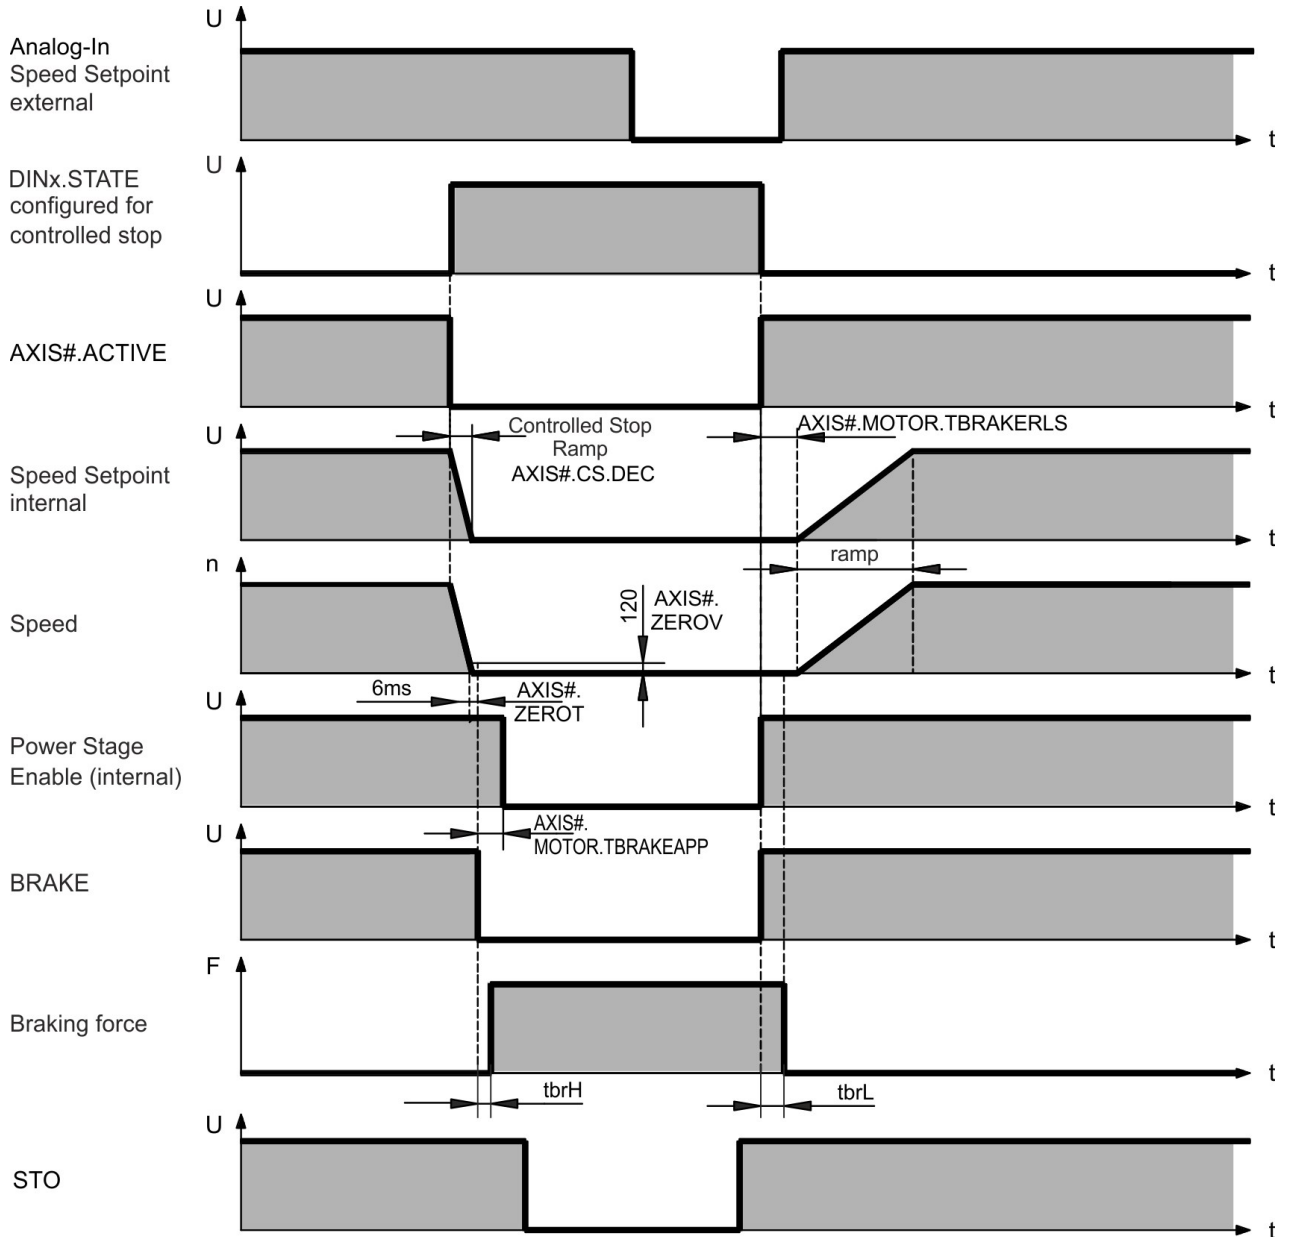 U
Analog-In
Speed Setpoint
external
t
U
DINx.STATE
configured for
controlled stop
t
U
AXIS#.ACTIVE
t
U
Controlled Stop
Ramp
AXIS#.CS.DEC
AXIS#.MOTOR.TBRAKERLS
Speed Setpoint
internal
t
n
ramp
Speed
120
AXIS#.
ZEROV
t
6ms
AXIS#.
ZEROT
U
Power Stage
Enable (internal)
t
U
AXIS#.
MOTOR.TBRAKEAPP
BRAKE
t
F
Braking force
t
tbrH
tbrL
U
STO
t